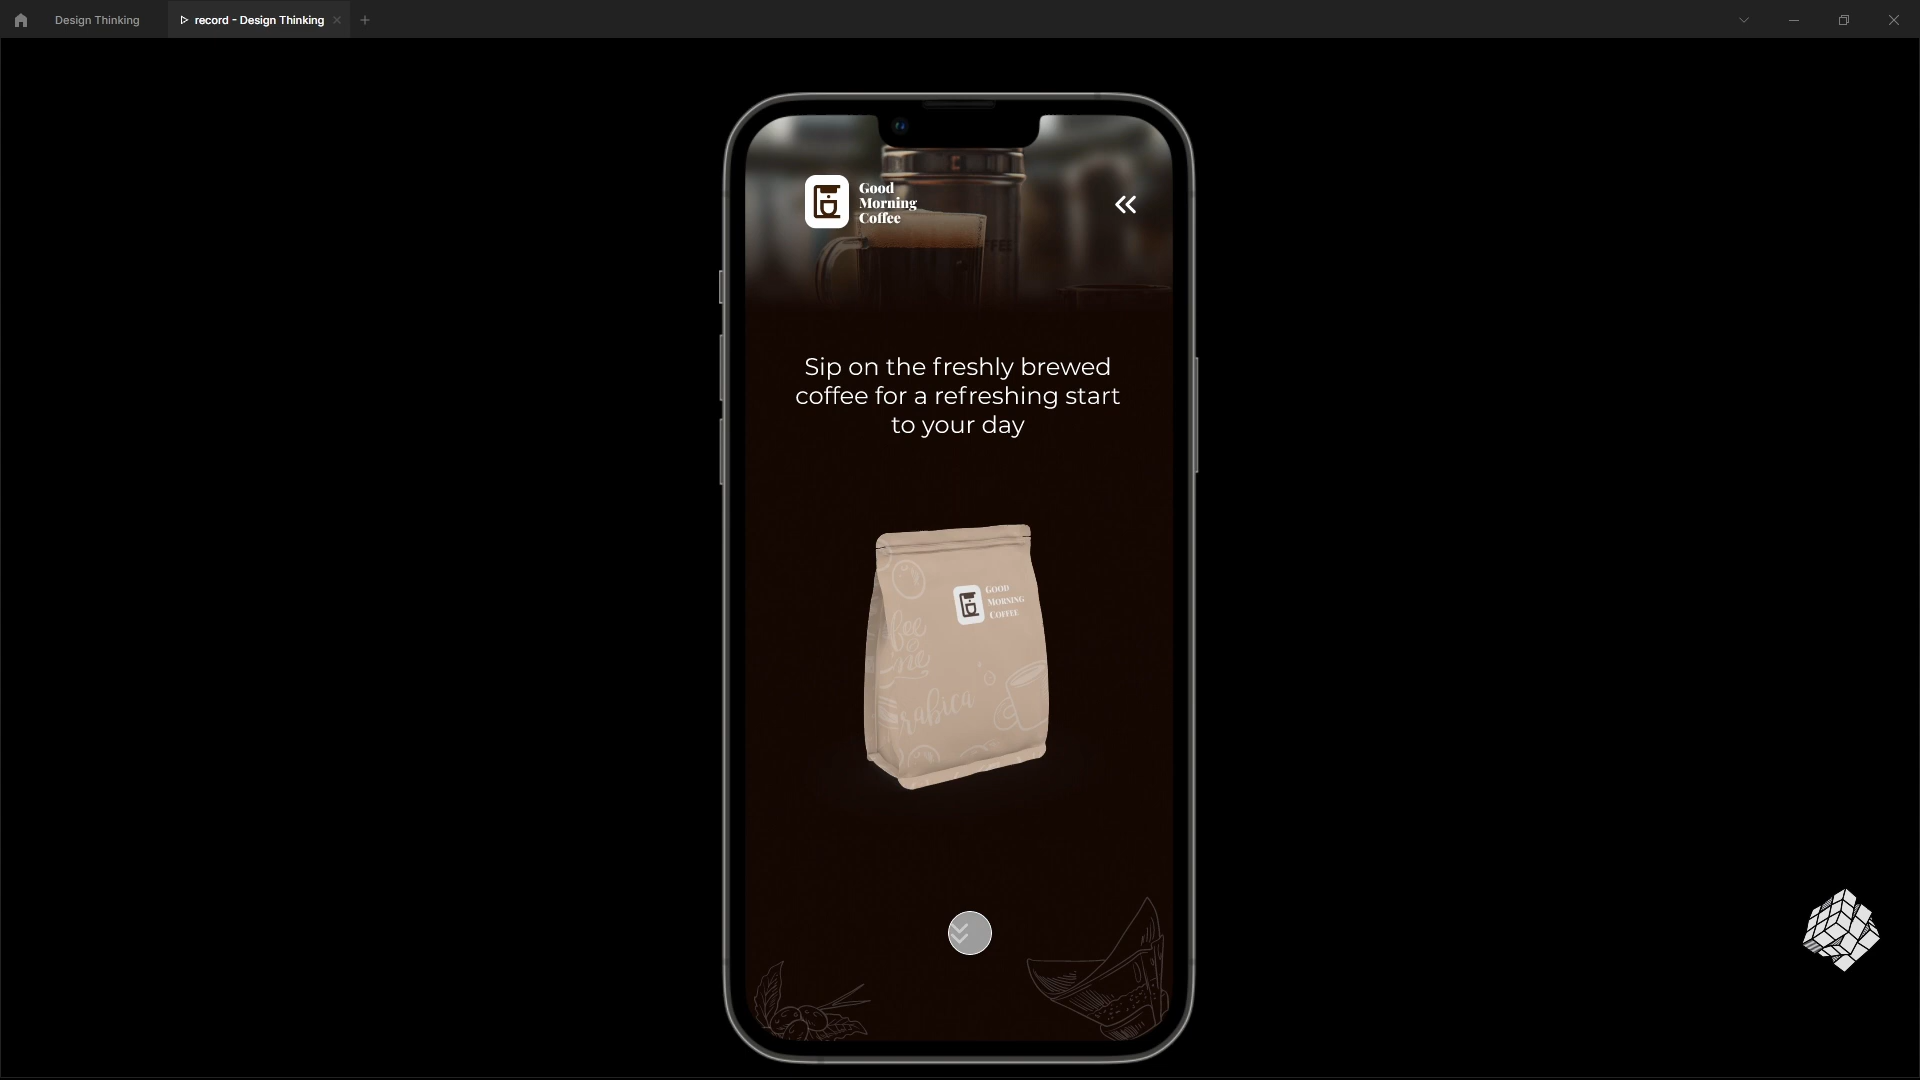 Design Thinking
record - Design Thinking
Good
Morning
Coffee
Sip on the freshly brewed
coffee for a refreshing start
to your day
GOOD
MORNING
COFFEE